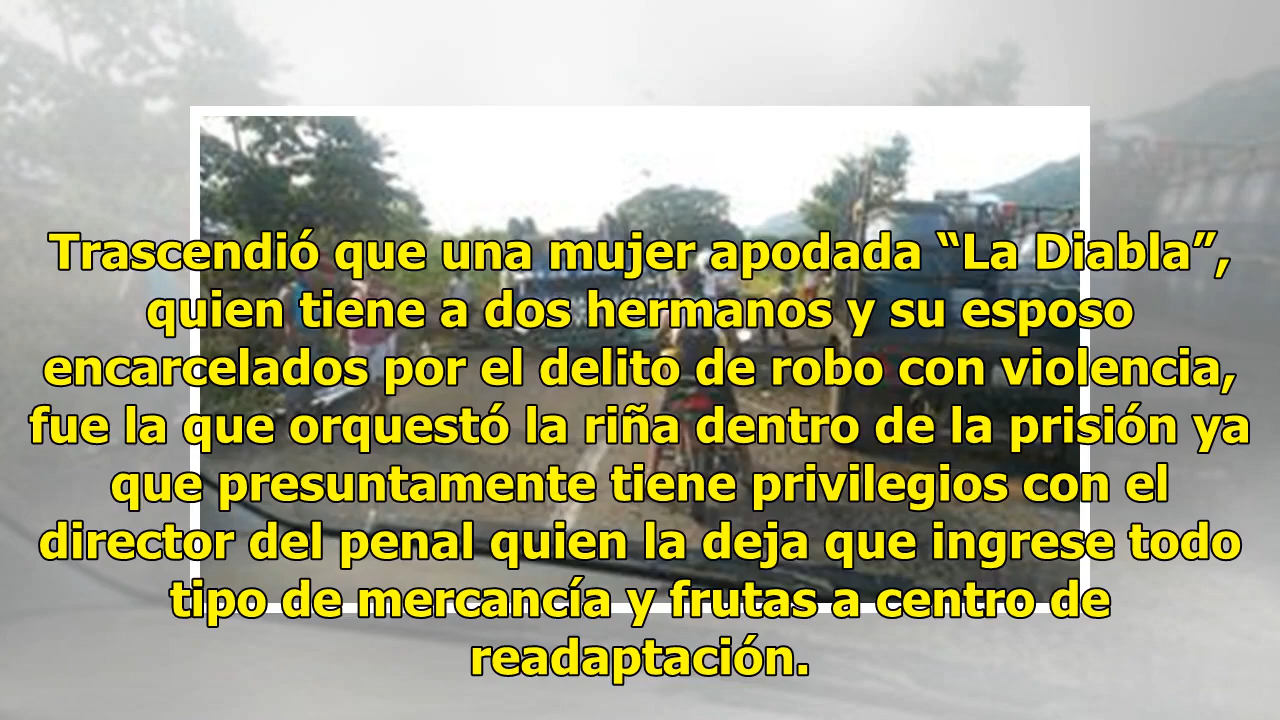 Trascendió que una mujer apodada “La Diabla”,
quien tiene a dos hermanos y su esposo
encarcelados por el delito de robo con violencia,
fue la que orquestó la riña dentro de la prisión ya
que presuntamente tiene privilegios con el
director del penal quien la deja que ingrese todo
tipo de mercancía y frutas a centro de
readaptación.